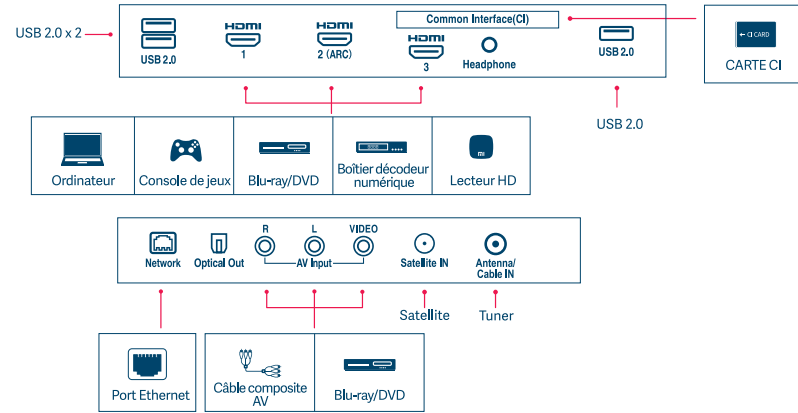 USB 2.0 x 2
USB 2.0
HDMI
1
HDMI
2 (ARC)
Common Interface(CI)
HDMI
3
Headphone
USB 2.0
CI CARD
CARTE CI
USB 2.0
Ordinateur
Console de jeux
Blu-ray/DVD
Boîtier décodeur
numérique
mi
Lecteur HD
Network
Optical Out
R
L
VIDEO
AV Input
Satellite IN
Antenna/
Cable IN
Satellite
Tuner
Port Ethernet
Câble composite
AV
Blu-ray/DVD